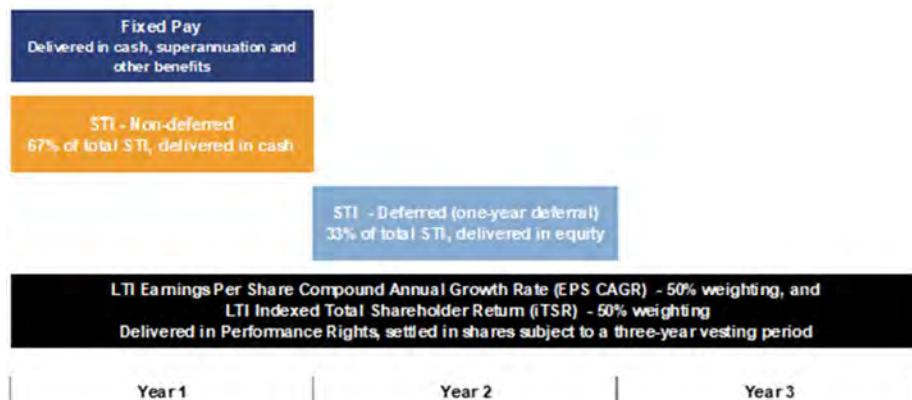 Fixed Pay
Delivered in cash, superannuation and
other benefits
STI - Non-deferred
67% of total STI, delivered in cash
STI - Deferred (one-year deferral)
33% of total STI, delivered in equity
LTI Earnings Per Share Compound Annual Growth Rate (EPS CAGR) - 50% weighting, and
LTI Indexed Total Shareholder Return (iTSR) - 50% weighting
Delivered in Performance Rights, settled in shares subject to a three-year vesting period
Year 1 Year 2 Year 3